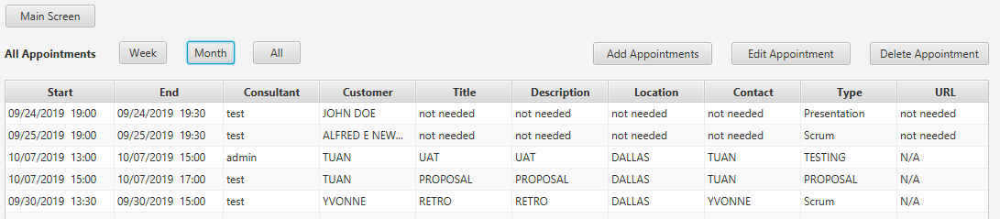 Main Screen
All Appointments Week Month All Add Appointments Edit Appointment Delete Appointment
Start End Consultant Customer Title Description Location Contact Type URL
09/24/2019 19:00 09/24/2019 19:30 test JOHN DOE not needed not needed not needed not needed Presentation not needed
09/25/2019 19:00 09/25/2019 19:30 test ALFRED E NEW... not needed not needed not needed not needed Scrum not needed
10/07/2019 13:00 10/07/2019 15:00 admin TUAN UAT UAT DALLAS TUAN TESTING N/A
10/07/2019 15:00 10/07/2019 17:00 test TUAN PROPOSAL PROPOSAL DALLAS TUAN PROPOSAL N/A
09/30/2019 13:30 09/30/2019 15:00 test YVONNE RETRO RETRO DALLAS YVONNE Scrum N/A